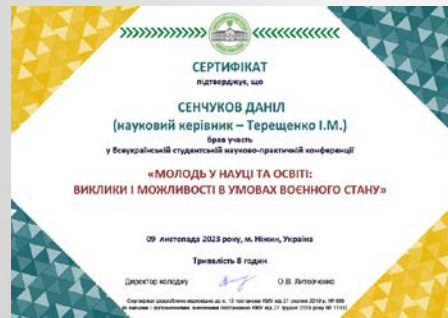 СЕРТИФІКАТ
підтверджує, що
СЕНЧУКОВ ДАНІЛ
(науковий керівник – Терещенко І.М.)
брав участь
у Всеукраїнській студентській науково-практичній конференції
«МОЛОДЬ У НАУЦІ ТА ОСВІТІ:
ВИКЛИКИ І МОЖЛИВОСТІ В УМОВАХ ВОЄННОГО СТАНУ»
09 листопада 2023 року, м. Ніжин, Україна
Тривалість 8 годин
Директор коледжу О.В. Литовченко